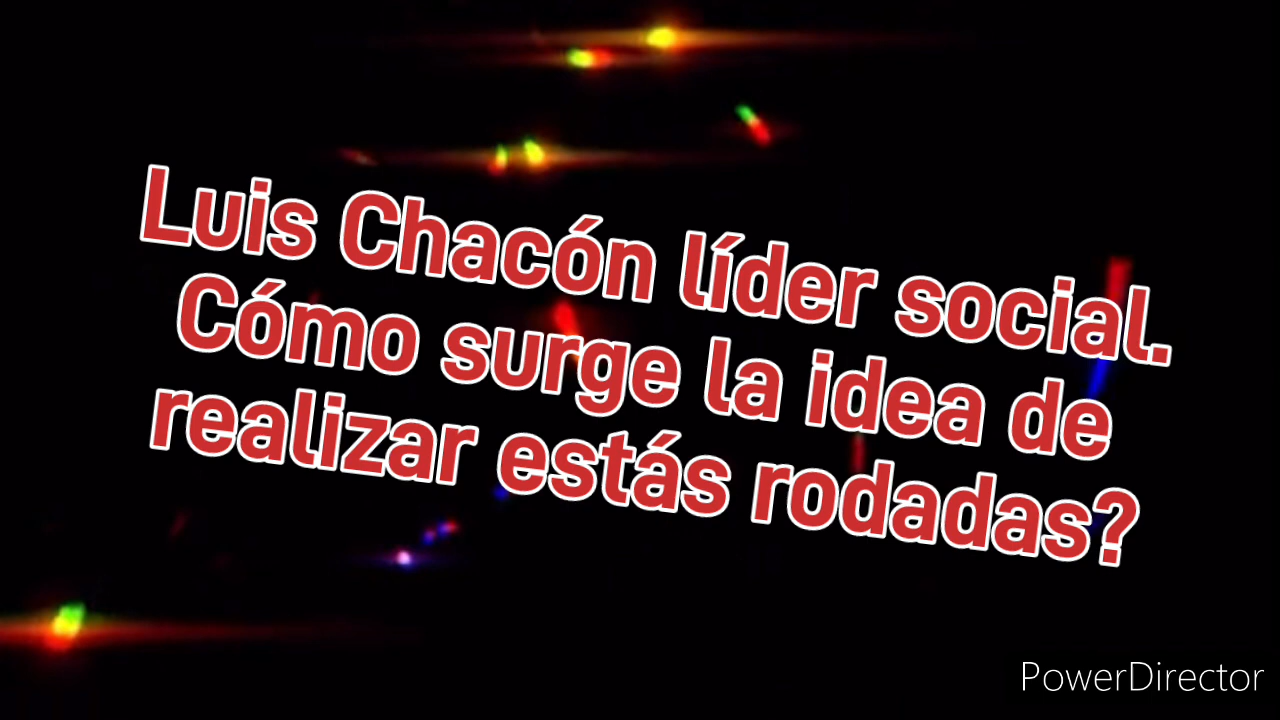 Luis Chacón líder social.
Cómo surge la idea de
realizar estás rodadas?
PowerDirector